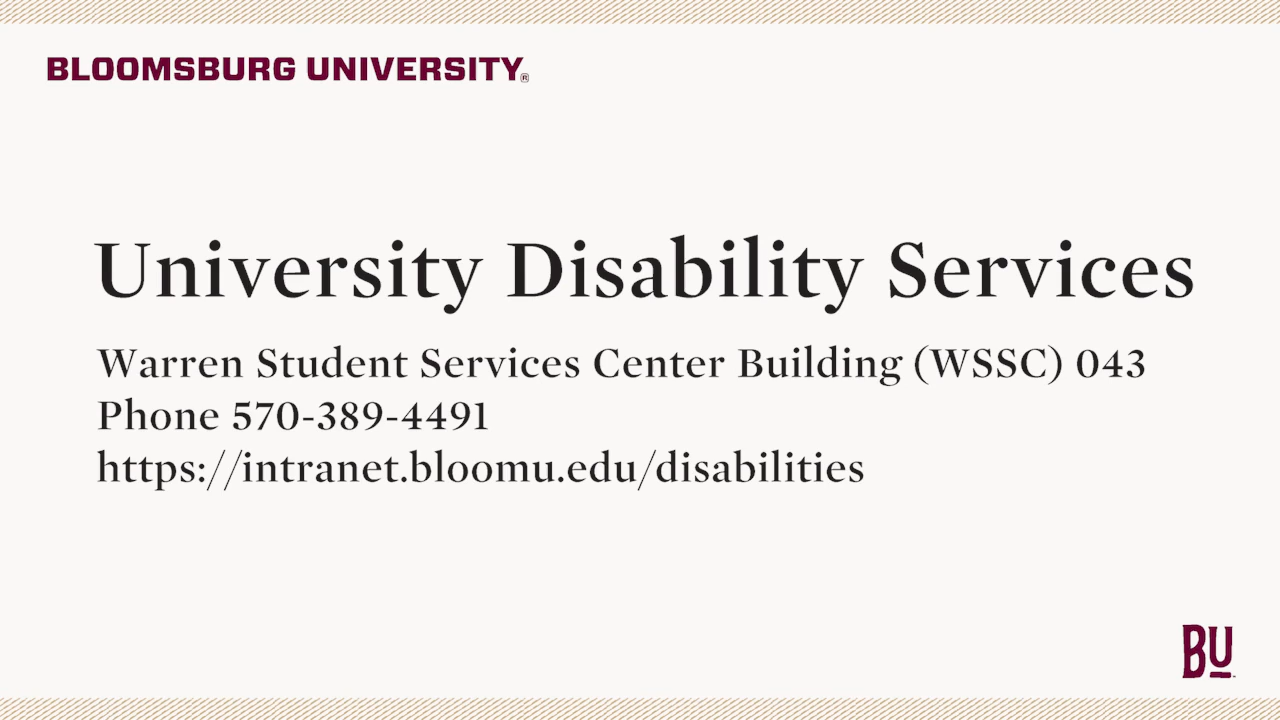 BLOOMSBURG UNIVERSITY®
University Disability Services
Warren Student Services Center Building (WSSC) 043
Phone 570-389-4491
https://intranet.bloomu.edu/disabilities
BU